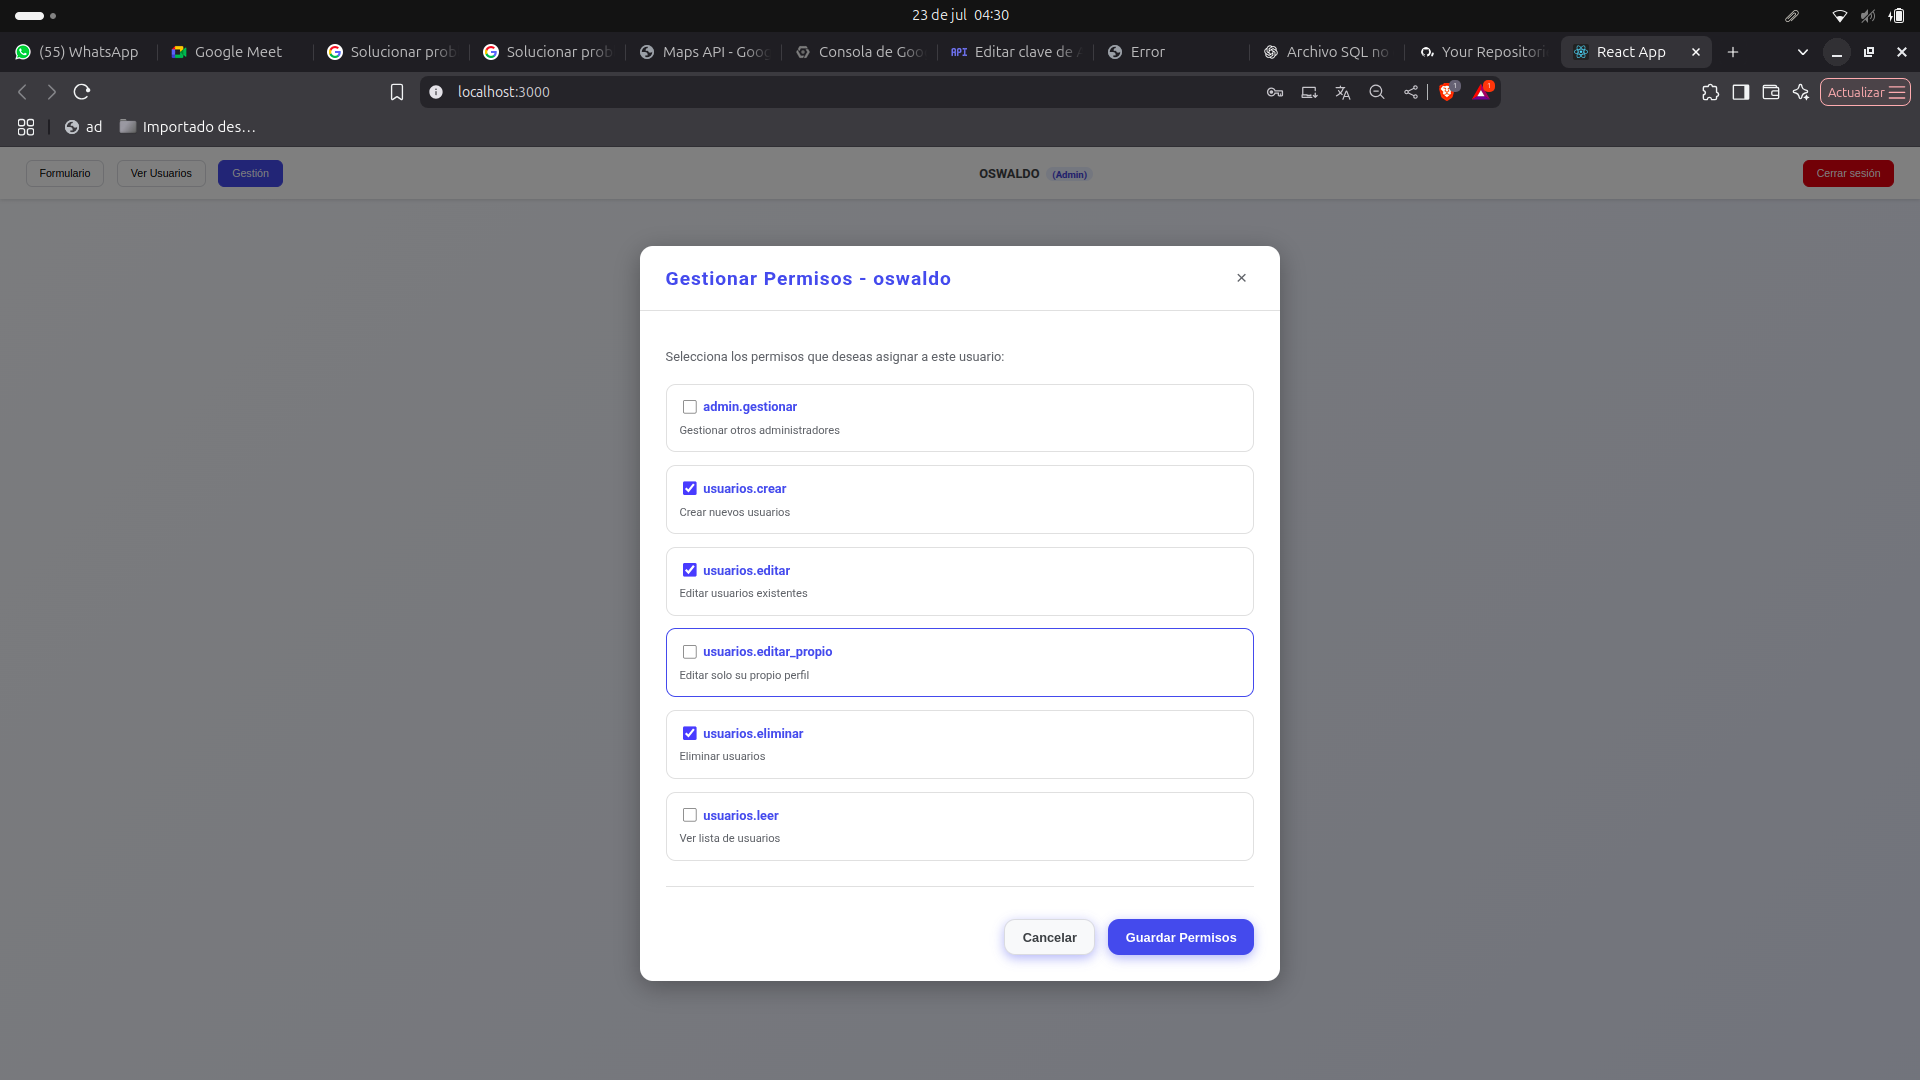 23 de jul 04:30
(55) WhatsApp
Google Meet
Solucionar prob
Solucionar prob
Maps API - Goog
Consola de Goo
API Editar clave de A
Error
Archivo SQL no
Your Repositori
React App
localhost:3000
1
1
Actualizar
ad
Importado des...
Formulario
Ver Usuarios
Gestión
OSWALDO (Admin)
Cerrar sesión
Gestionar Permisos - oswaldo
Selecciona los permisos que deseas asignar a este usuario:
admin.gestionar
Gestionar otros administradores
usuarios.crear
Crear nuevos usuarios
usuarios.editar
Editar usuarios existentes
usuarios.editar_propio
Editar solo su propio perfil
usuarios.eliminar
Eliminar usuarios
usuarios.leer
Ver lista de usuarios
Cancelar
Guardar Permisos